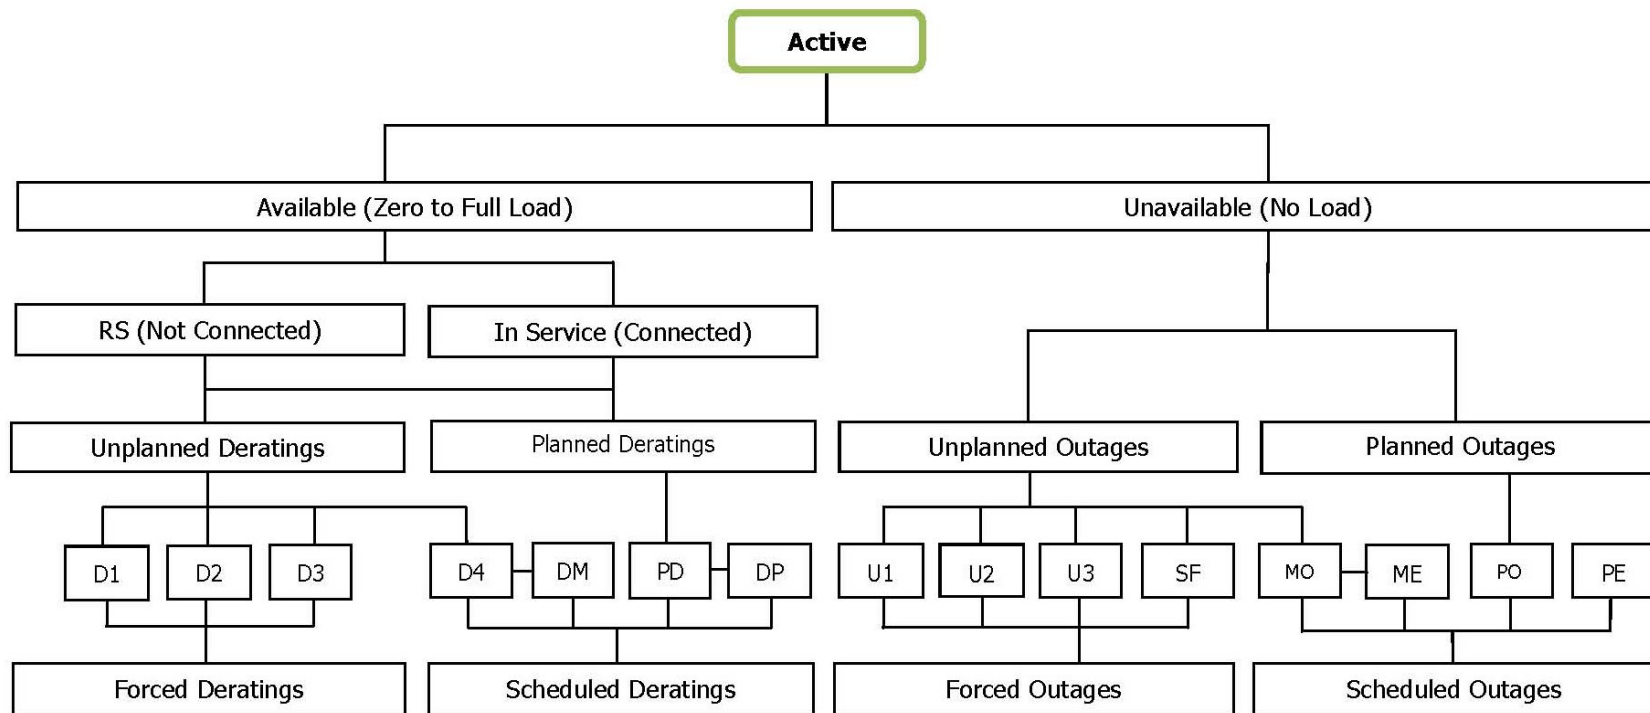 Active
Available (Zero to Full Load)
Unavailable (No Load)
RS (Not Connected)
In Service (Connected)
Unplanned Deratings
Planned Deratings
Unplanned Outages
Planned Outages
D1
D2
D3
D4
DM
PD
DP
U1
U2
U3
SF
MO
ME
PO
PE
Forced Deratings
Scheduled Deratings
Forced Outages
Scheduled Outages